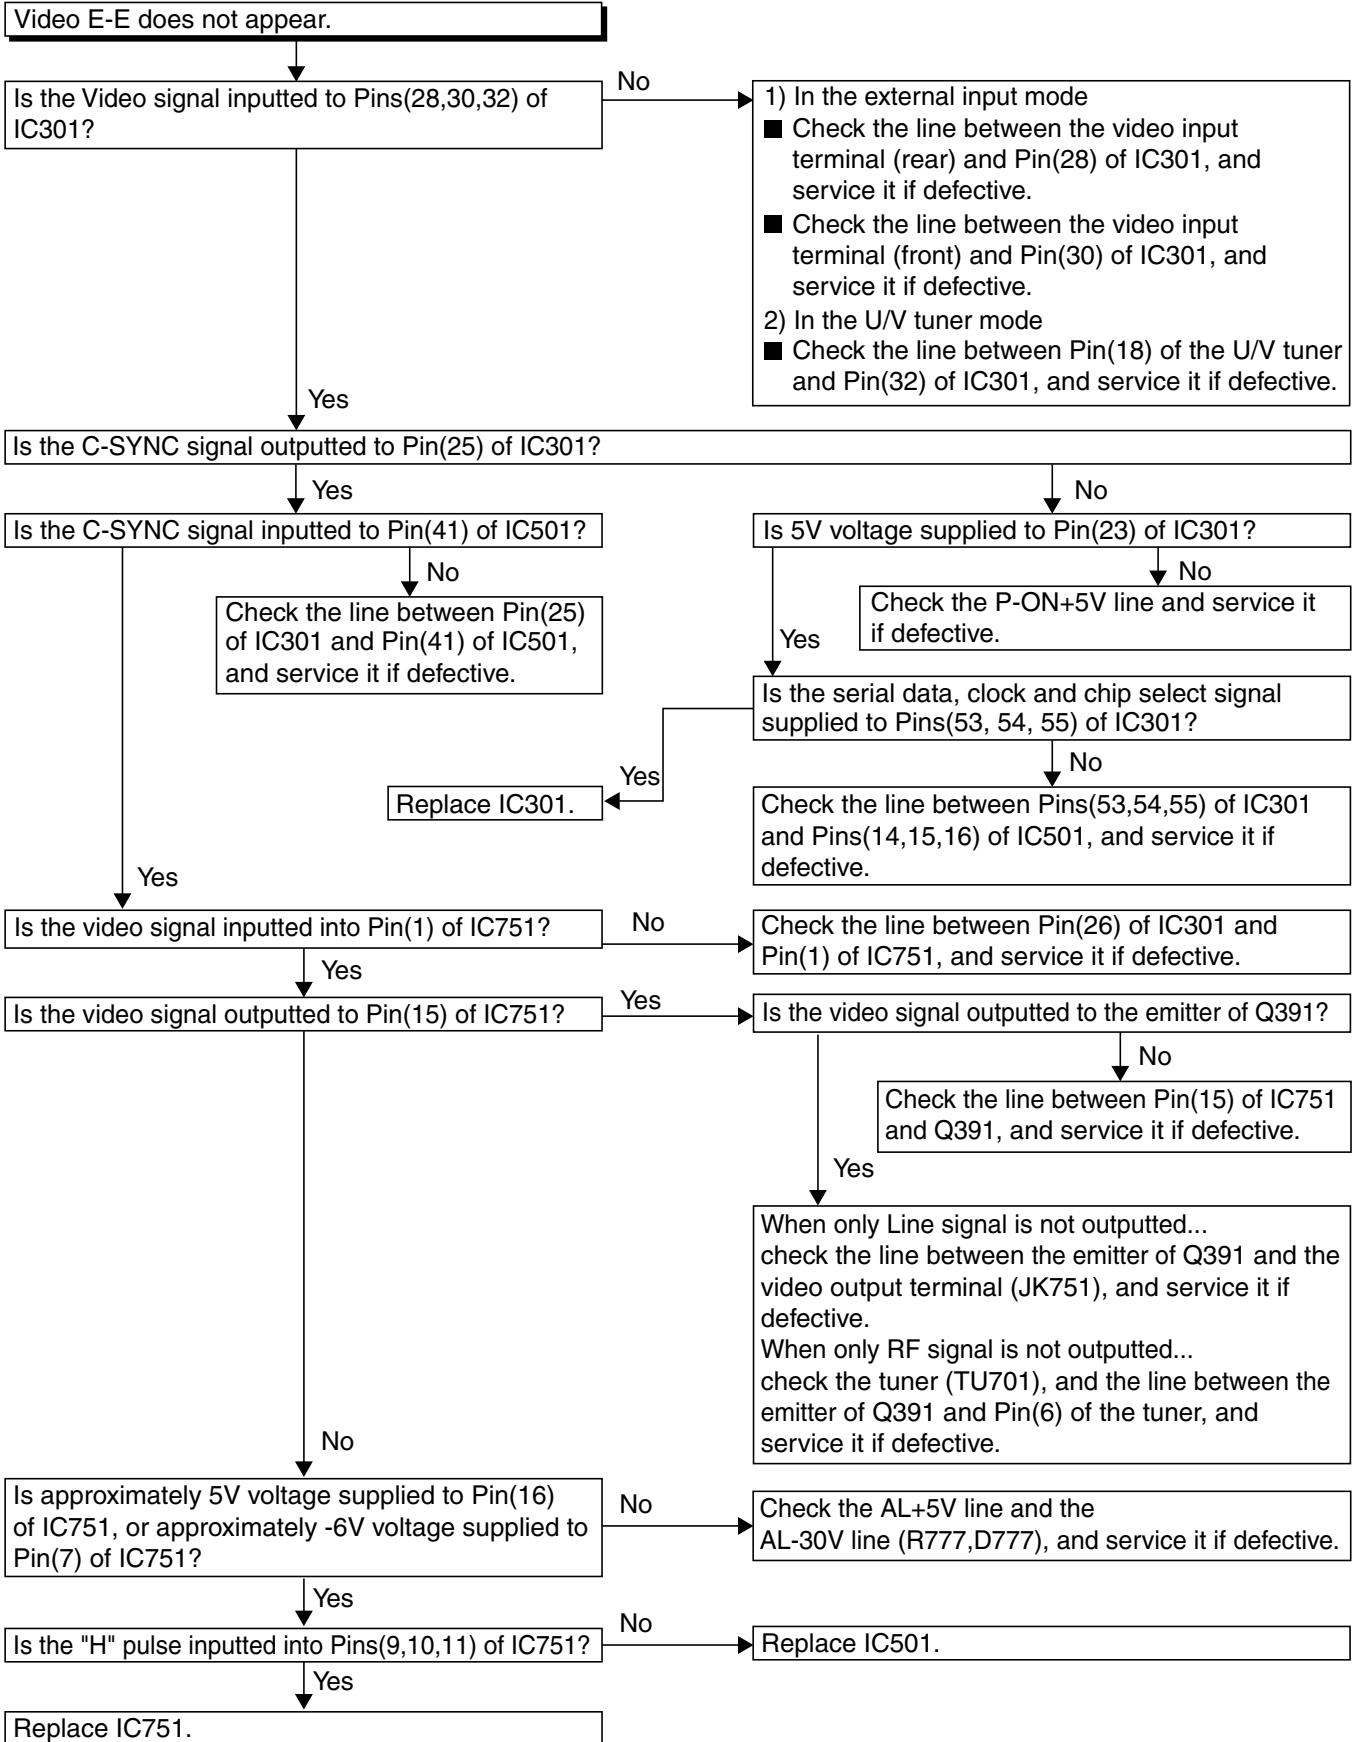 Video E-E does not appear.
Is the Video signal inputted to Pins(28,30,32) of
IC301?
No
1) In the external input mode
■ Check the line between the video input
terminal (rear) and Pin(28) of IC301, and
service it if defective.
■ Check the line between the video input
terminal (front) and Pin(30) of IC301, and
service it if defective.
2) In the U/V tuner mode
■ Check the line between Pin(18) of the U/V tuner
and Pin(32) of IC301, and service it if defective.
Yes
Is the C-SYNC signal outputted to Pin(25) of IC301?
Yes
No
Is the C-SYNC signal inputted to Pin(41) of IC501?
Is 5V voltage supplied to Pin(23) of IC301?
No
No
Check the line between Pin(25)
of IC301 and Pin(41) of IC501,
and service it if defective.
Check the P-ON+5V line and service it
if defective.
Yes
Is the serial data, clock and chip select signal
supplied to Pins(53, 54, 55) of IC301?
Yes
No
Replace IC301.
Check the line between Pins(53,54,55) of IC301
and Pins(14,15,16) of IC501, and service it if
defective.
Yes
Is the video signal inputted into Pin(1) of IC751?
No
Check the line between Pin(26) of IC301 and
Pin(1) of IC751, and service it if defective.
Yes
Is the video signal outputted to Pin(15) of IC751?
Yes
Is the video signal outputted to the emitter of Q391?
No
Check the line between Pin(15) of IC751
and Q391, and service it if defective.
Yes
When only Line signal is not outputted...
check the line between the emitter of Q391 and the
video output terminal (JK751), and service it if
defective.
When only RF signal is not outputted...
check the tuner (TU701), and the line between the
emitter of Q391 and Pin(6) of the tuner, and
service it if defective.
No
Is approximately 5V voltage supplied to Pin(16)
of IC751, or approximately -6V voltage supplied to
Pin(7) of IC751?
No
Check the AL+5V line and the
AL-30V line (R777,D777), and service it if defective.
Yes
Is the "H" pulse inputted into Pins(9,10,11) of IC751?
No
Replace IC501.
Yes
Replace IC751.